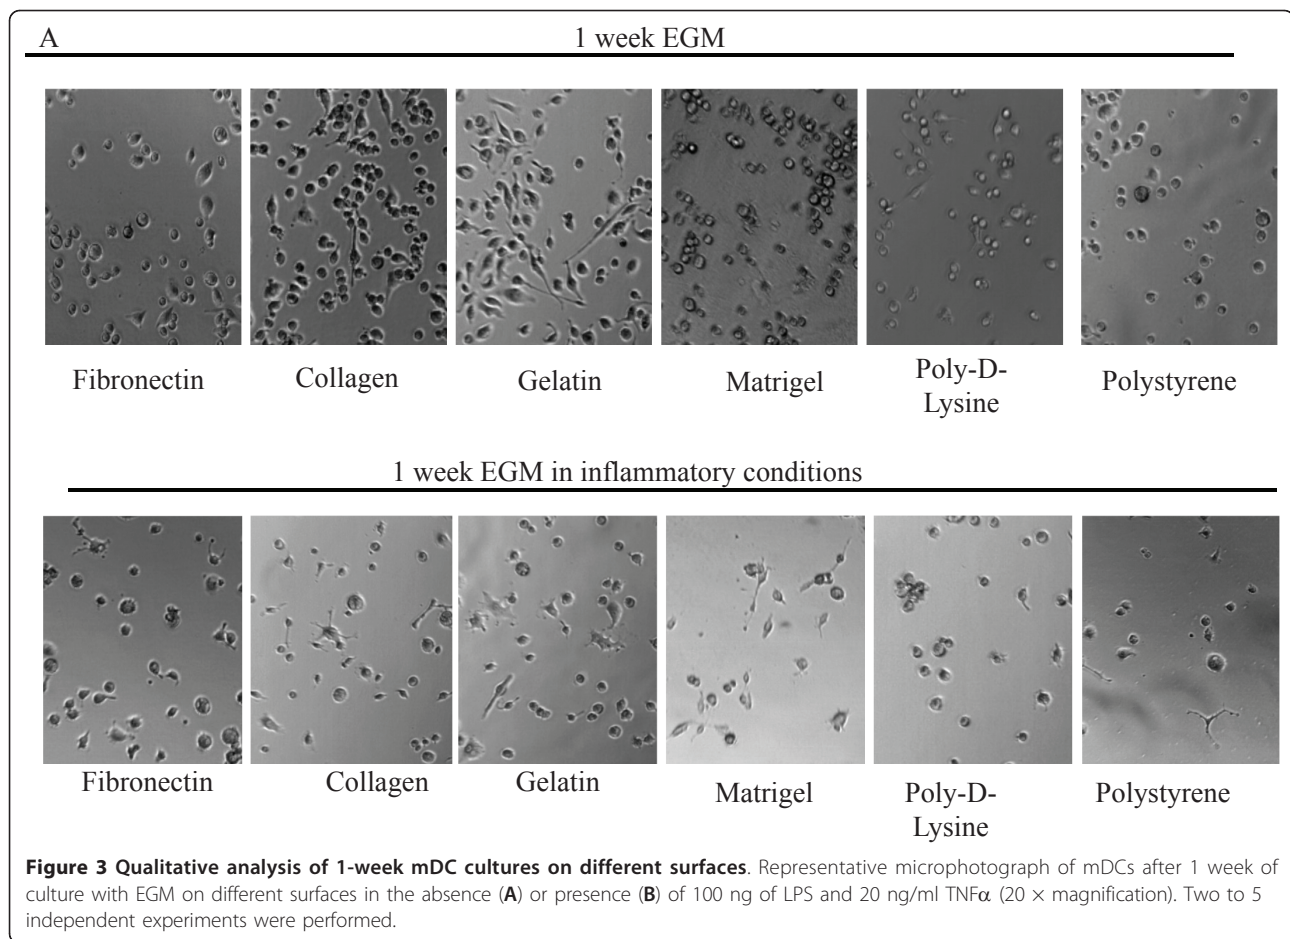 A
1 week EGM
Fibronectin
Collagen
Gelatin
Matrigel
Poly-D-
Lysine
Polystyrene
1 week EGM in inflammatory conditions
Fibronectin
Collagen
Gelatin
Matrigel
Poly-D-
Lysine
Polystyrene
Figure 3 Qualitative analysis of 1-week mDC cultures on different surfaces. Representative microphotograph of mDCs after 1 week of
culture with EGM on different surfaces in the absence (A) or presence (B) of 100 ng of LPS and 20 ng/ml TNFα (20 × magnification). Two to 5
independent experiments were performed.